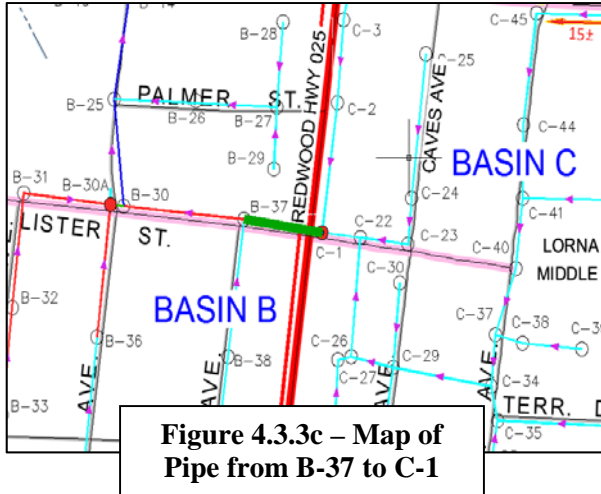 B-28
C-3
C-45
15±
REDWOOD HWY 025
C-25
B-25
PALMER ST.
B-26
B-27
C-2
CAVES AVE
C-44
B-29
BASIN C
B-31
B-30A
B-30
B-37
C-24
C-41
LISTER ST.
C-22
C-23
C-40
LORNA
MIDDLE
C-1
C-30
B-32
BASIN B
C-37
C-38
C-39
B-36
B-38
C-26
C-27
C-29
AVE.
AVE.
AVE.
AVE.
C-34
B-33
TERR.
C-35
Figure 4.3.3c – Map of
Pipe from B-37 to C-1